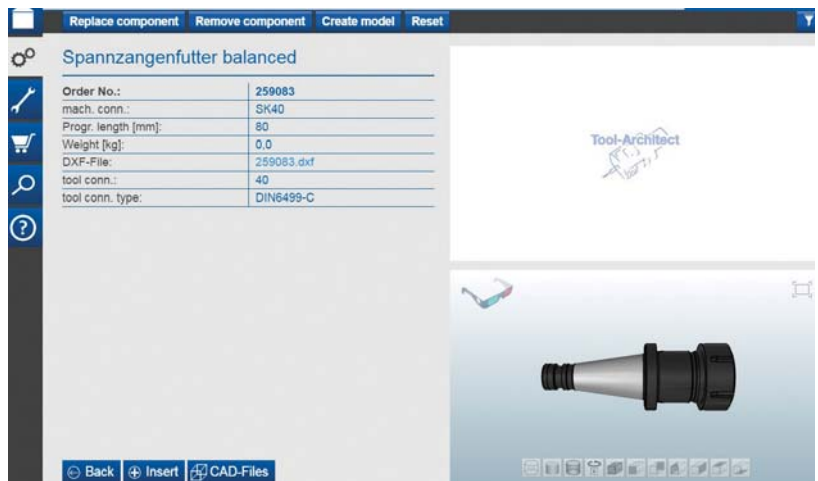 Replace component Remove component Create model Reset
Spannzangenfutter balanced
Order No.: 259083
mach. conn.: SK40
Progr. length [mm]: 80
Weight [kg]: 0.0
DXF-File: 259083.dxf
tool conn.: 40
tool conn. type: DIN6499-C
Tool-Architect
Back Insert CAD-Files